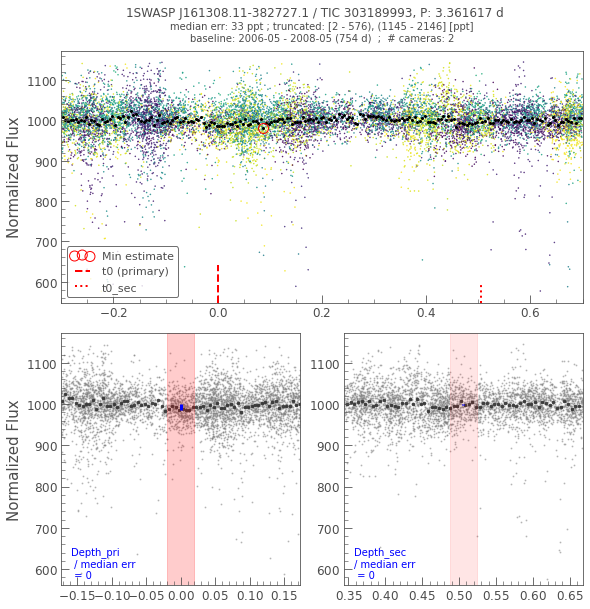 1SWASP J161308.11-382727.1 / TIC 303189993, P: 3.361617 d
median err: 33 ppt ; truncated: [2 - 576), (1145 - 2146] [ppt]
baseline: 2006-05 - 2008-05 (754 d)  ;  # cameras: 2
Normalized Flux
1100
1000
900
800
700
600
Min estimate
t0 (primary)
t0_sec
−0.2 0.0 0.2 0.4 0.6
Normalized Flux
1100
1000
900
800
700
600
Depth_pri
/ median err
= 0
−0.15 −0.10 −0.05 0.00 0.05 0.10 0.15
1100
1000
900
800
700
600
Depth_sec
/ median err
= 0
0.35 0.40 0.45 0.50 0.55 0.60 0.65